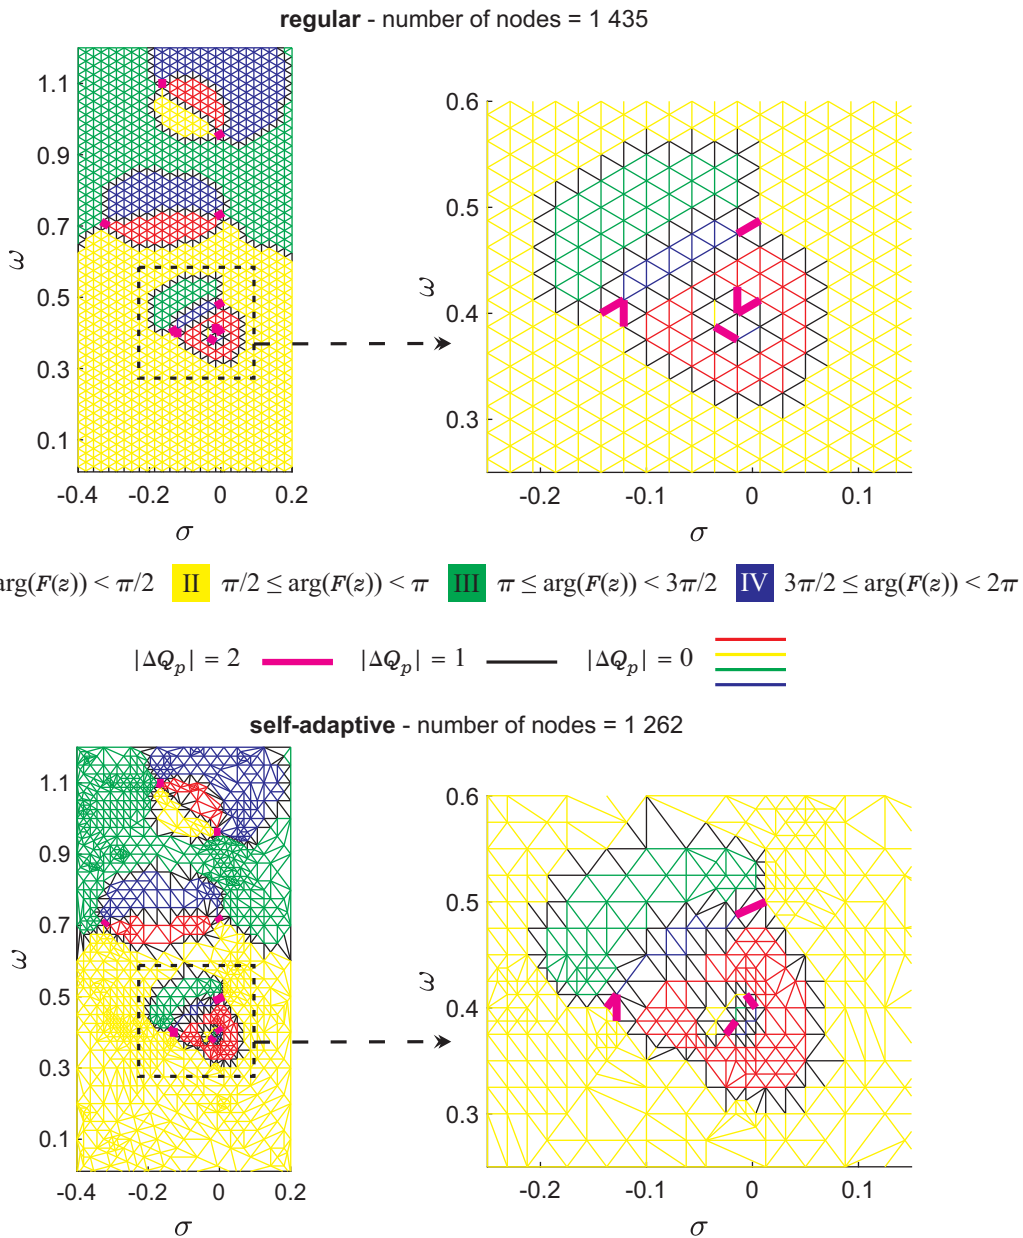 regular - number of nodes = 1 435
1.1
0.9
0.7
0.5
0.3
0.1
ω
-0.4 -0.2 0 0.2
σ
0.6
0.5
0.4
0.3
ω
-0.2 -0.1 0 0.1
σ
arg(F(z)) < π/2 II π/2 ≤ arg(F(z)) < π III π ≤ arg(F(z)) < 3π/2 IV 3π/2 ≤ arg(F(z)) < 2π
|ΔQp| = 2 |ΔQp| = 1 |ΔQp| = 0
self-adaptive - number of nodes = 1 262
1.1
0.9
0.7
0.5
0.3
0.1
ω
-0.4 -0.2 0 0.2
σ
0.6
0.5
0.4
0.3
ω
-0.2 -0.1 0 0.1
σ